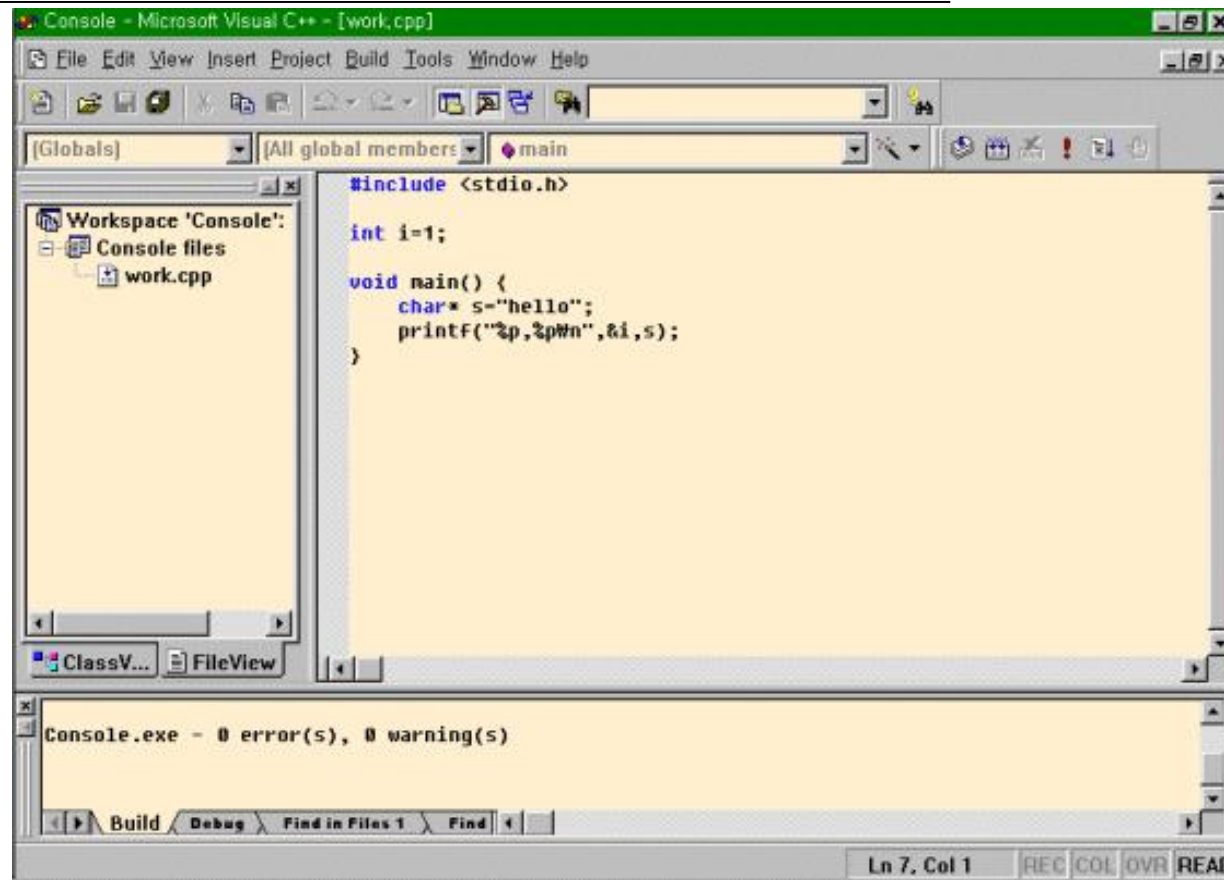 Console - Microsoft Visual C++ - [work.cpp]
File Edit View Insert Project Build Tools Window Help
(Globals) (All global members main
Workspace 'Console':
Console files
work.cpp
ClassV... FileView
#include <stdio.h>
int i=1;
void main() {
char* s="hello";
printf("%p,%p₩n",&i,s);
}
Console.exe - 0 error(s), 0 warning(s)
Build Debug Find in Files 1 Find
Ln 7, Col 1 REC COL OVR READ